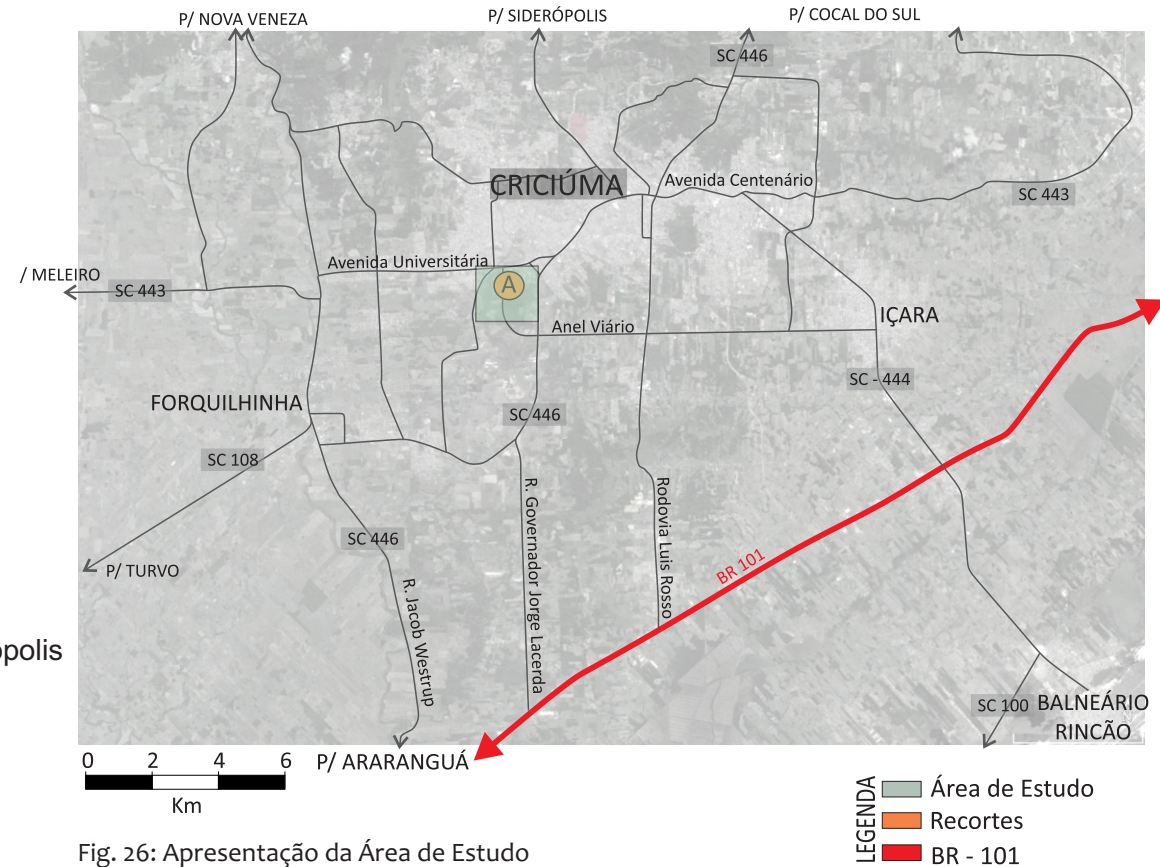 P/ NOVA VENEZA
P/ SIDERÓPOLIS
P/ COCAL DO SUL
SC 446
CRICIÚMA
Avenida Centenário
SC 443
Avenida Universitária
/ MELEIRO
SC 443
A
IÇARA
Anel Viário
SC - 444
FORQUILHINHA
SC 446
SC 108
SC 446
R. Governador Jorge Lacerda
Rodovia Luis Rosso
BR 101
P/ TURVO
R. Jacob Westrup
opolis
SC 100
BALNEÁRIO
RINCÃO
P/ ARARANGUÁ
0 2 4 6
Km
LEGENDA
Área de Estudo
Recortes
BR - 101
Fig. 26: Apresentação da Área de Estudo